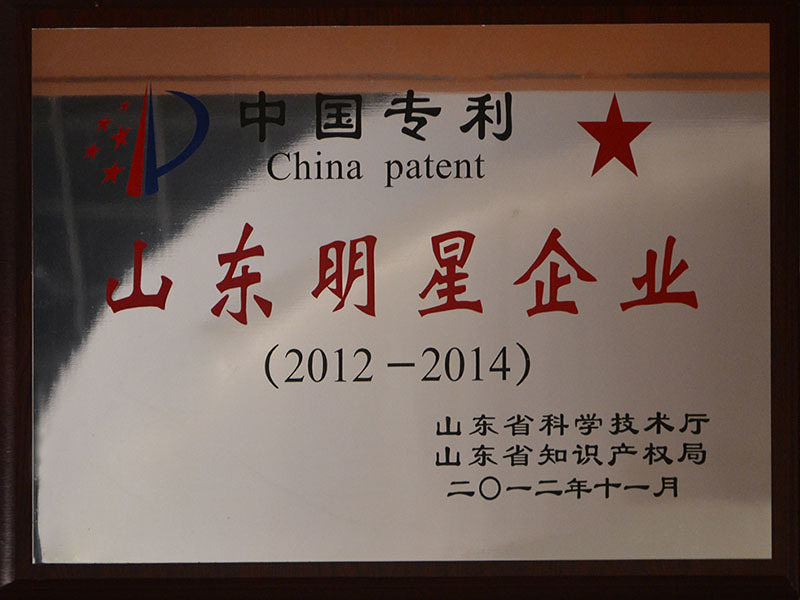 中国专利
China patent
山东明星企业
(2012-2014)
山东省科学技术厅
山东省知识产权局
二〇一二年十一月